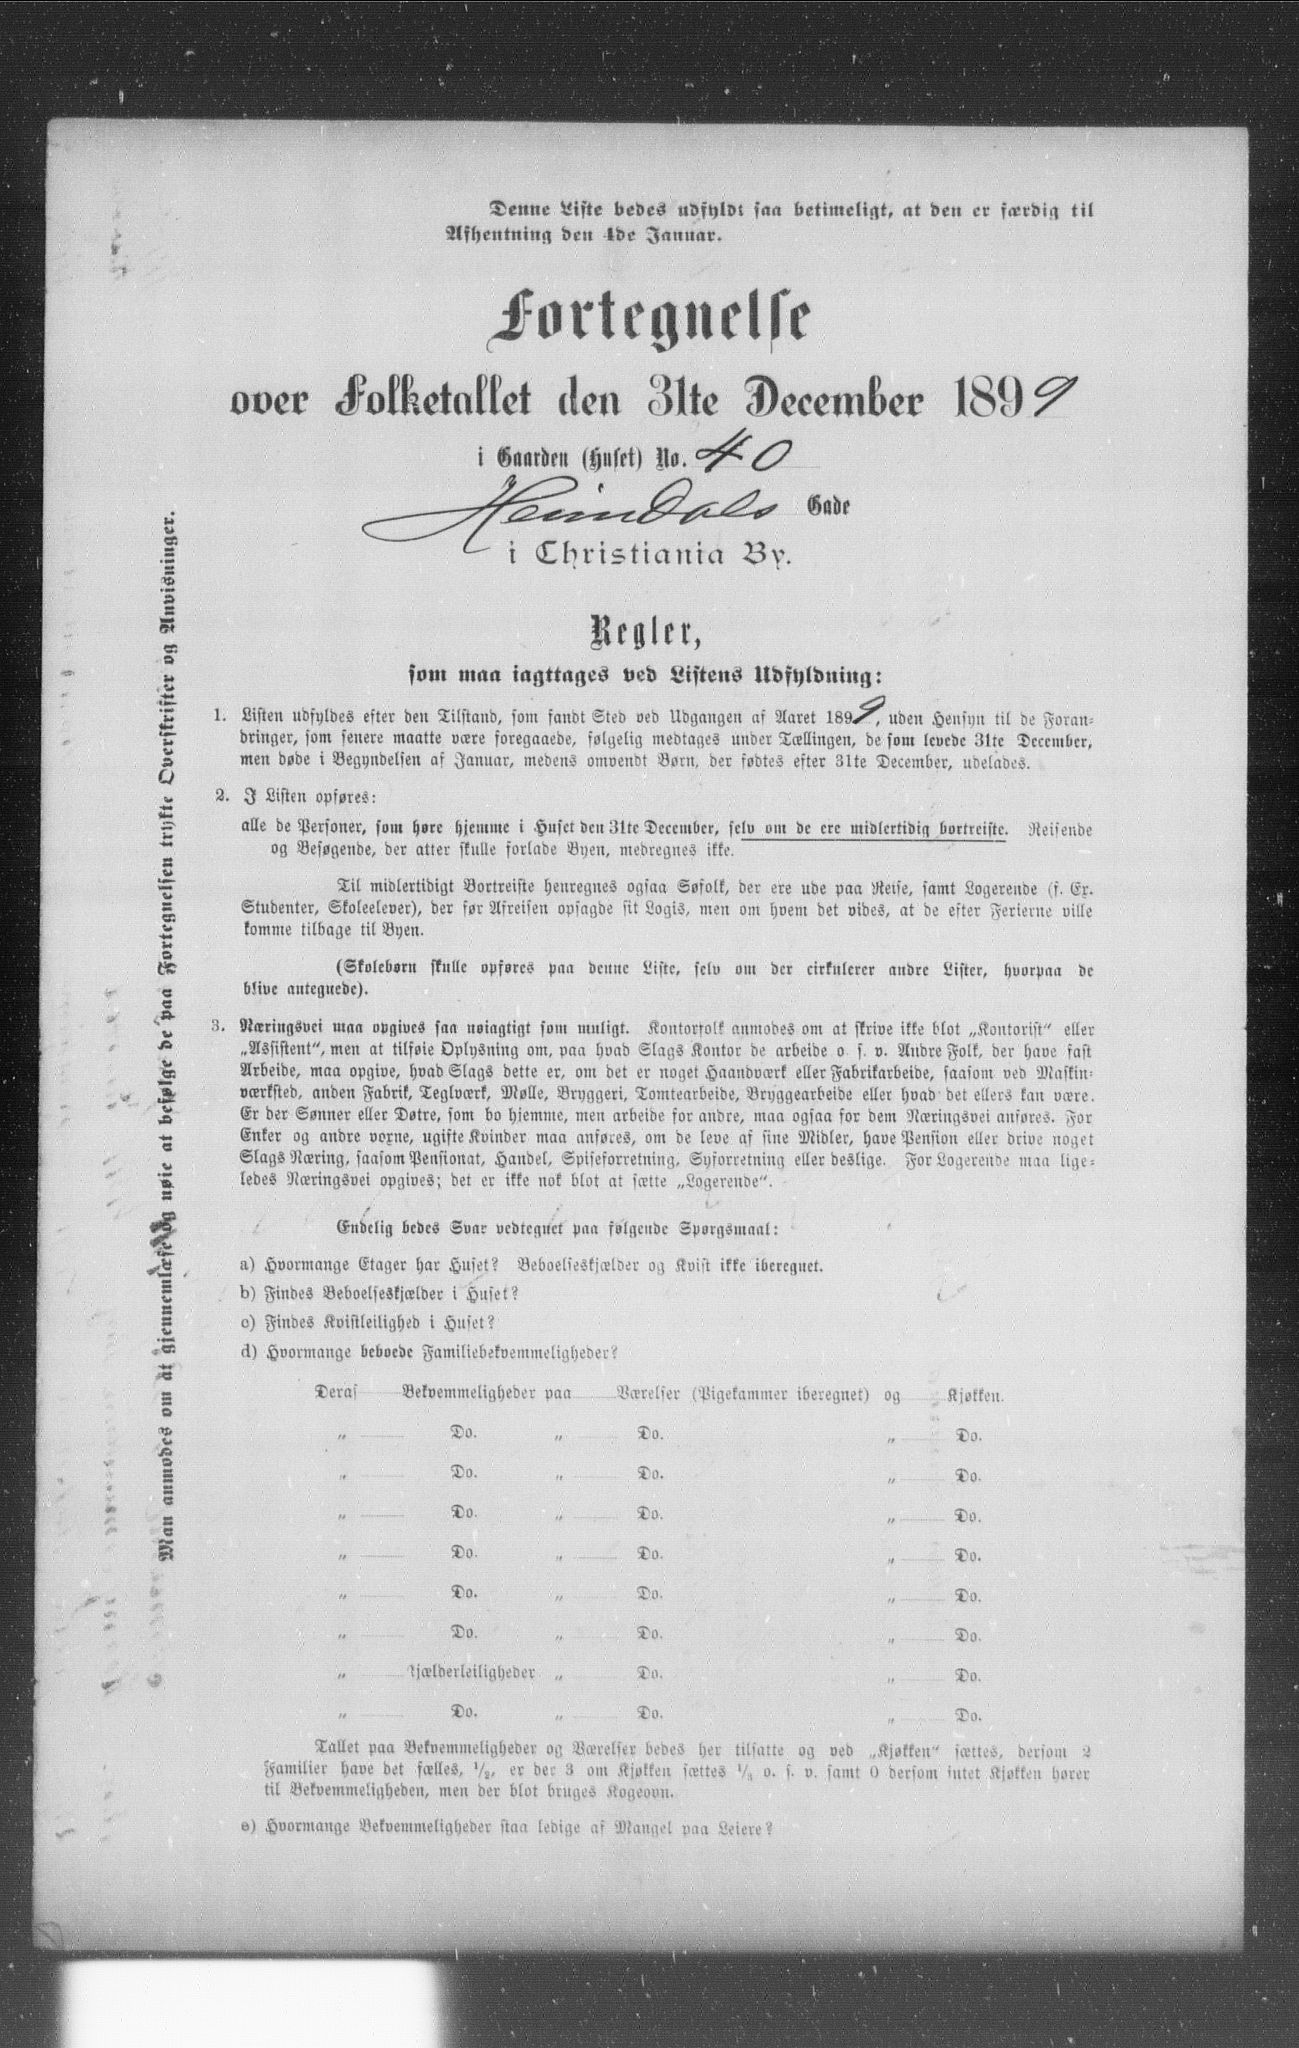 Denne Liste bedes udfyldt saa betimeligt, at den er færdig til
Afhentning den 4de Januar.
Fortegnelse
over Folketallet den 31te December 1899
i Gaarden (Huset) No. 40
Heimdals Gade
i Christiania By.
Regler,
som maa iagttages ved Listens Udfyldning:
1. Listen udfyldes efter den Tilstand, som fandt Sted ved Udgangen af Aaret 1899, uden Hensyn til de Foran-
dringer, som senere maatte være foregaaede, følgelig medtages under Tællingen, de som levede 31te December,
men døde i Begyndelsen af Januar, medens omvendt Børn, der fødtes efter 31te December, udelades.
2. I Listen opføres:
alle de Personer, som høre hjemme i Huset den 31te December, selv om de ere midlertidig bortreiste. Reisende
og Besøgende, der atter skulle forlade Byen, medregnes ikke.
Til midlertidigt Bortreiste henregnes ogsaa Søfolk, der ere ude paa Reise, samt Logerende (f. Ex.
Studenter, Skoleelever), der før Afreisen opsagde sit Logis, men om hvem det vides, at de efter Ferierne ville
komme tilbage til Byen.
(Skolebørn skulle opføres paa denne Liste, selv om der cirkulerer andre Lister, hvorpaa de
blive antegnede).
3. Næringsvei maa opgives saa nøiagtigt som muligt. Kontorfolk anmodes om at skrive ikke blot „Kontorist“ eller
„Assistent“, men at tilføie Oplysning om, paa hvad Slags Kontor de arbeide o. s. v. Andre Folk, der have fast
Arbeide, maa opgive, hvad Slags dette er, om det er noget Haandværk eller Fabrikarbeide, saasom ved Maskin-
værksted, anden Fabrik, Teglværk, Mølle, Bryggeri, Tomtearbeide, Bryggearbeide eller hvad det ellers kan være.
Er der Sønner eller Døtre, som bo hjemme, men arbeide for andre, maa ogsaa for dem Næringsvei anføres. For
Enker og andre voxne, ugifte Kvinder maa anføres, om de leve af sine Midler, have Pension eller drive noget
Slags Næring, saasom Pensionat, Handel, Spiseforretning, Syforretning eller deslige. For Logerende maa lige-
ledes Næringsvei opgives; det er ikke nok blot at sætte „Logerende“.
Endelig bedes Svar vedtegnet paa følgende Spørgsmaal:
a) Hvormange Etager har Huset? Beboelseskjælder og Kvist ikke iberegnet.
b) Findes Beboelseskjælder i Huset?
c) Findes Kvistleilighed i Huset?
d) Hvormange beboede Familiebekvemmeligheder?
Deraf Bekvemmeligheder paa Værelser (Pigekammer iberegnet) og Kjøkken.
„ Do. „ Do. „ Do.
„ Do. „ Do. „ Do.
„ Do. „ Do. „ Do.
„ Do. „ Do. „ Do.
„ Do. „ Do. „ Do.
„ Do. „ Do. „ Do.
„ Kjælderleiligheder „ Do. „ Do.
„ Do. „ Do. „ Do.
Tallet paa Bekvemmeligheder og Værelser bedes her tilsatte og ved „Kjøkken“ sættes, dersom 2
Familier have det fælles, 1/2, er der 3 om Kjøkken sættes 1/3 o. s. v. samt 0 dersom intet Kjøkken hører
til Bekvemmeligheden, men der blot bruges Kogeovn.
e) Hvormange Bekvemmeligheder staa ledige af Mangel paa Leiere?
Man anmodes om at gjennemlæse og nøie at befølge de paa Fortegnelsen trykte Overskrifter og Anvisninger.